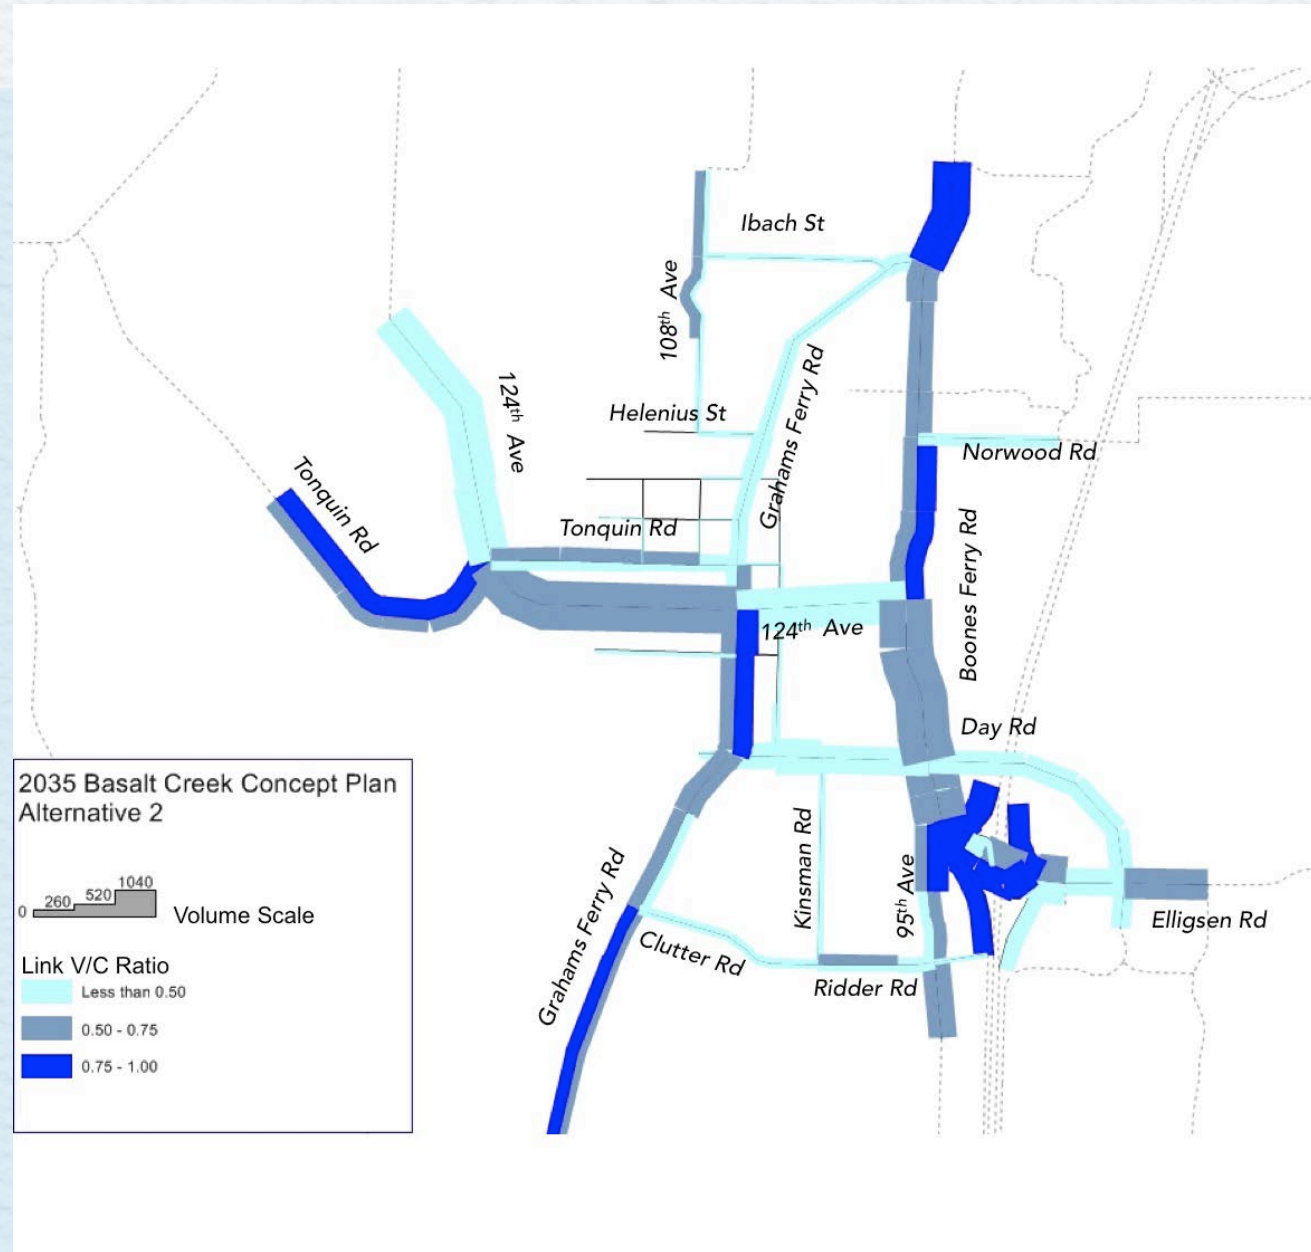 Ibach St
108th Ave
124th Ave
Grahams Ferry Rd
Helenius St
Norwood Rd
Tonquin Rd
Tonquin Rd
Boones Ferry Rd
124th Ave
Day Rd
2035 Basalt Creek Concept Plan
Alternative 2
0 260 520 1040
Volume Scale
Link V/C Ratio
Less than 0.50
0.50 - 0.75
0.75 - 1.00
Grahams Ferry Rd
Kinsman Rd
95th Ave
Elligsen Rd
Clutter Rd
Ridder Rd